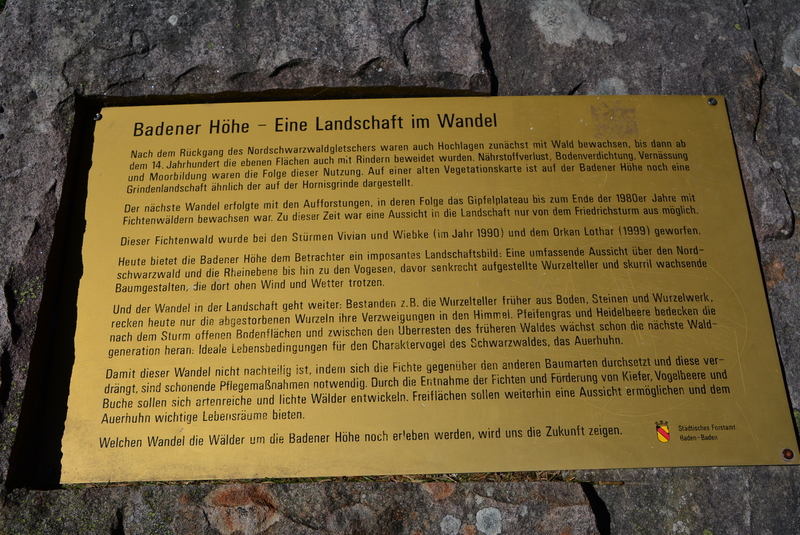 Badener Höhe – Eine Landschaft im Wandel
Nach dem Rückgang des Nordschwarzwaldgletschers waren auch Hochlagen zunächst mit Wald bewachsen, bis dann ab
dem 14. Jahrhundert die ebenen Flächen auch mit Rindern beweidet wurden. Nährstoffverlust, Bodenverdichtung, Vernässung
und Moorbildung waren die Folge dieser Nutzung. Auf einer alten Vegetationskarte ist auf der Badener Höhe noch eine
Grindenlandschaft ähnlich der auf der Hornisgrinde dargestellt.
Der nächste Wandel erfolgte mit den Aufforstungen, in deren Folge das Gipfelplateau bis zum Ende der 1980er Jahre mit
Fichtenwäldern bewachsen war. Zu dieser Zeit war eine Aussicht in die Landschaft nur von dem Friedrichsturm aus möglich.
Dieser Fichtenwald wurde bei den Stürmen Vivian und Wiebke (im Jahr 1990) und dem Orkan Lothar (1999) geworfen.
Heute bietet die Badener Höhe dem Betrachter ein imposantes Landschaftsbild: Eine umfassende Aussicht über den Nord-
schwarzwald und die Rheinebene bis hin zu den Vogesen, davor senkrecht aufgestellte Wurzelteller und skurril wachsende
Baumgestalten, die dort oben Wind und Wetter trotzen.
Und der Wandel in der Landschaft geht weiter: Bestanden z.B. die Wurzelteller früher aus Boden, Steinen und Wurzelwerk,
recken heute nur die abgestorbenen Wurzeln ihre Verzweigungen in den Himmel. Pfeifengras und Heidelbeere bedecken die
nach dem Sturm offenen Bodenflächen und zwischen den Überresten des früheren Waldes wächst schon die nächste Wald-
generation heran: Ideale Lebensbedingungen für den Charaktervogel des Schwarzwaldes, das Auerhuhn.
Damit dieser Wandel nicht nachteilig ist, indem sich die Fichte gegenüber den anderen Baumarten durchsetzt und diese ver-
drängt, sind schonende Pflegemaßnahmen notwendig. Durch die Entnahme der Fichten und Förderung von Kiefer, Vogelbeere und
Buche sollen sich artenreiche und lichte Wälder entwickeln. Freiflächen sollen weiterhin eine Aussicht ermöglichen und dem
Auerhuhn wichtige Lebensräume bieten.
Welchen Wandel die Wälder um die Badener Höhe noch erleben werden, wird uns die Zukunft zeigen.
Städtisches Forstamt
Baden-Baden